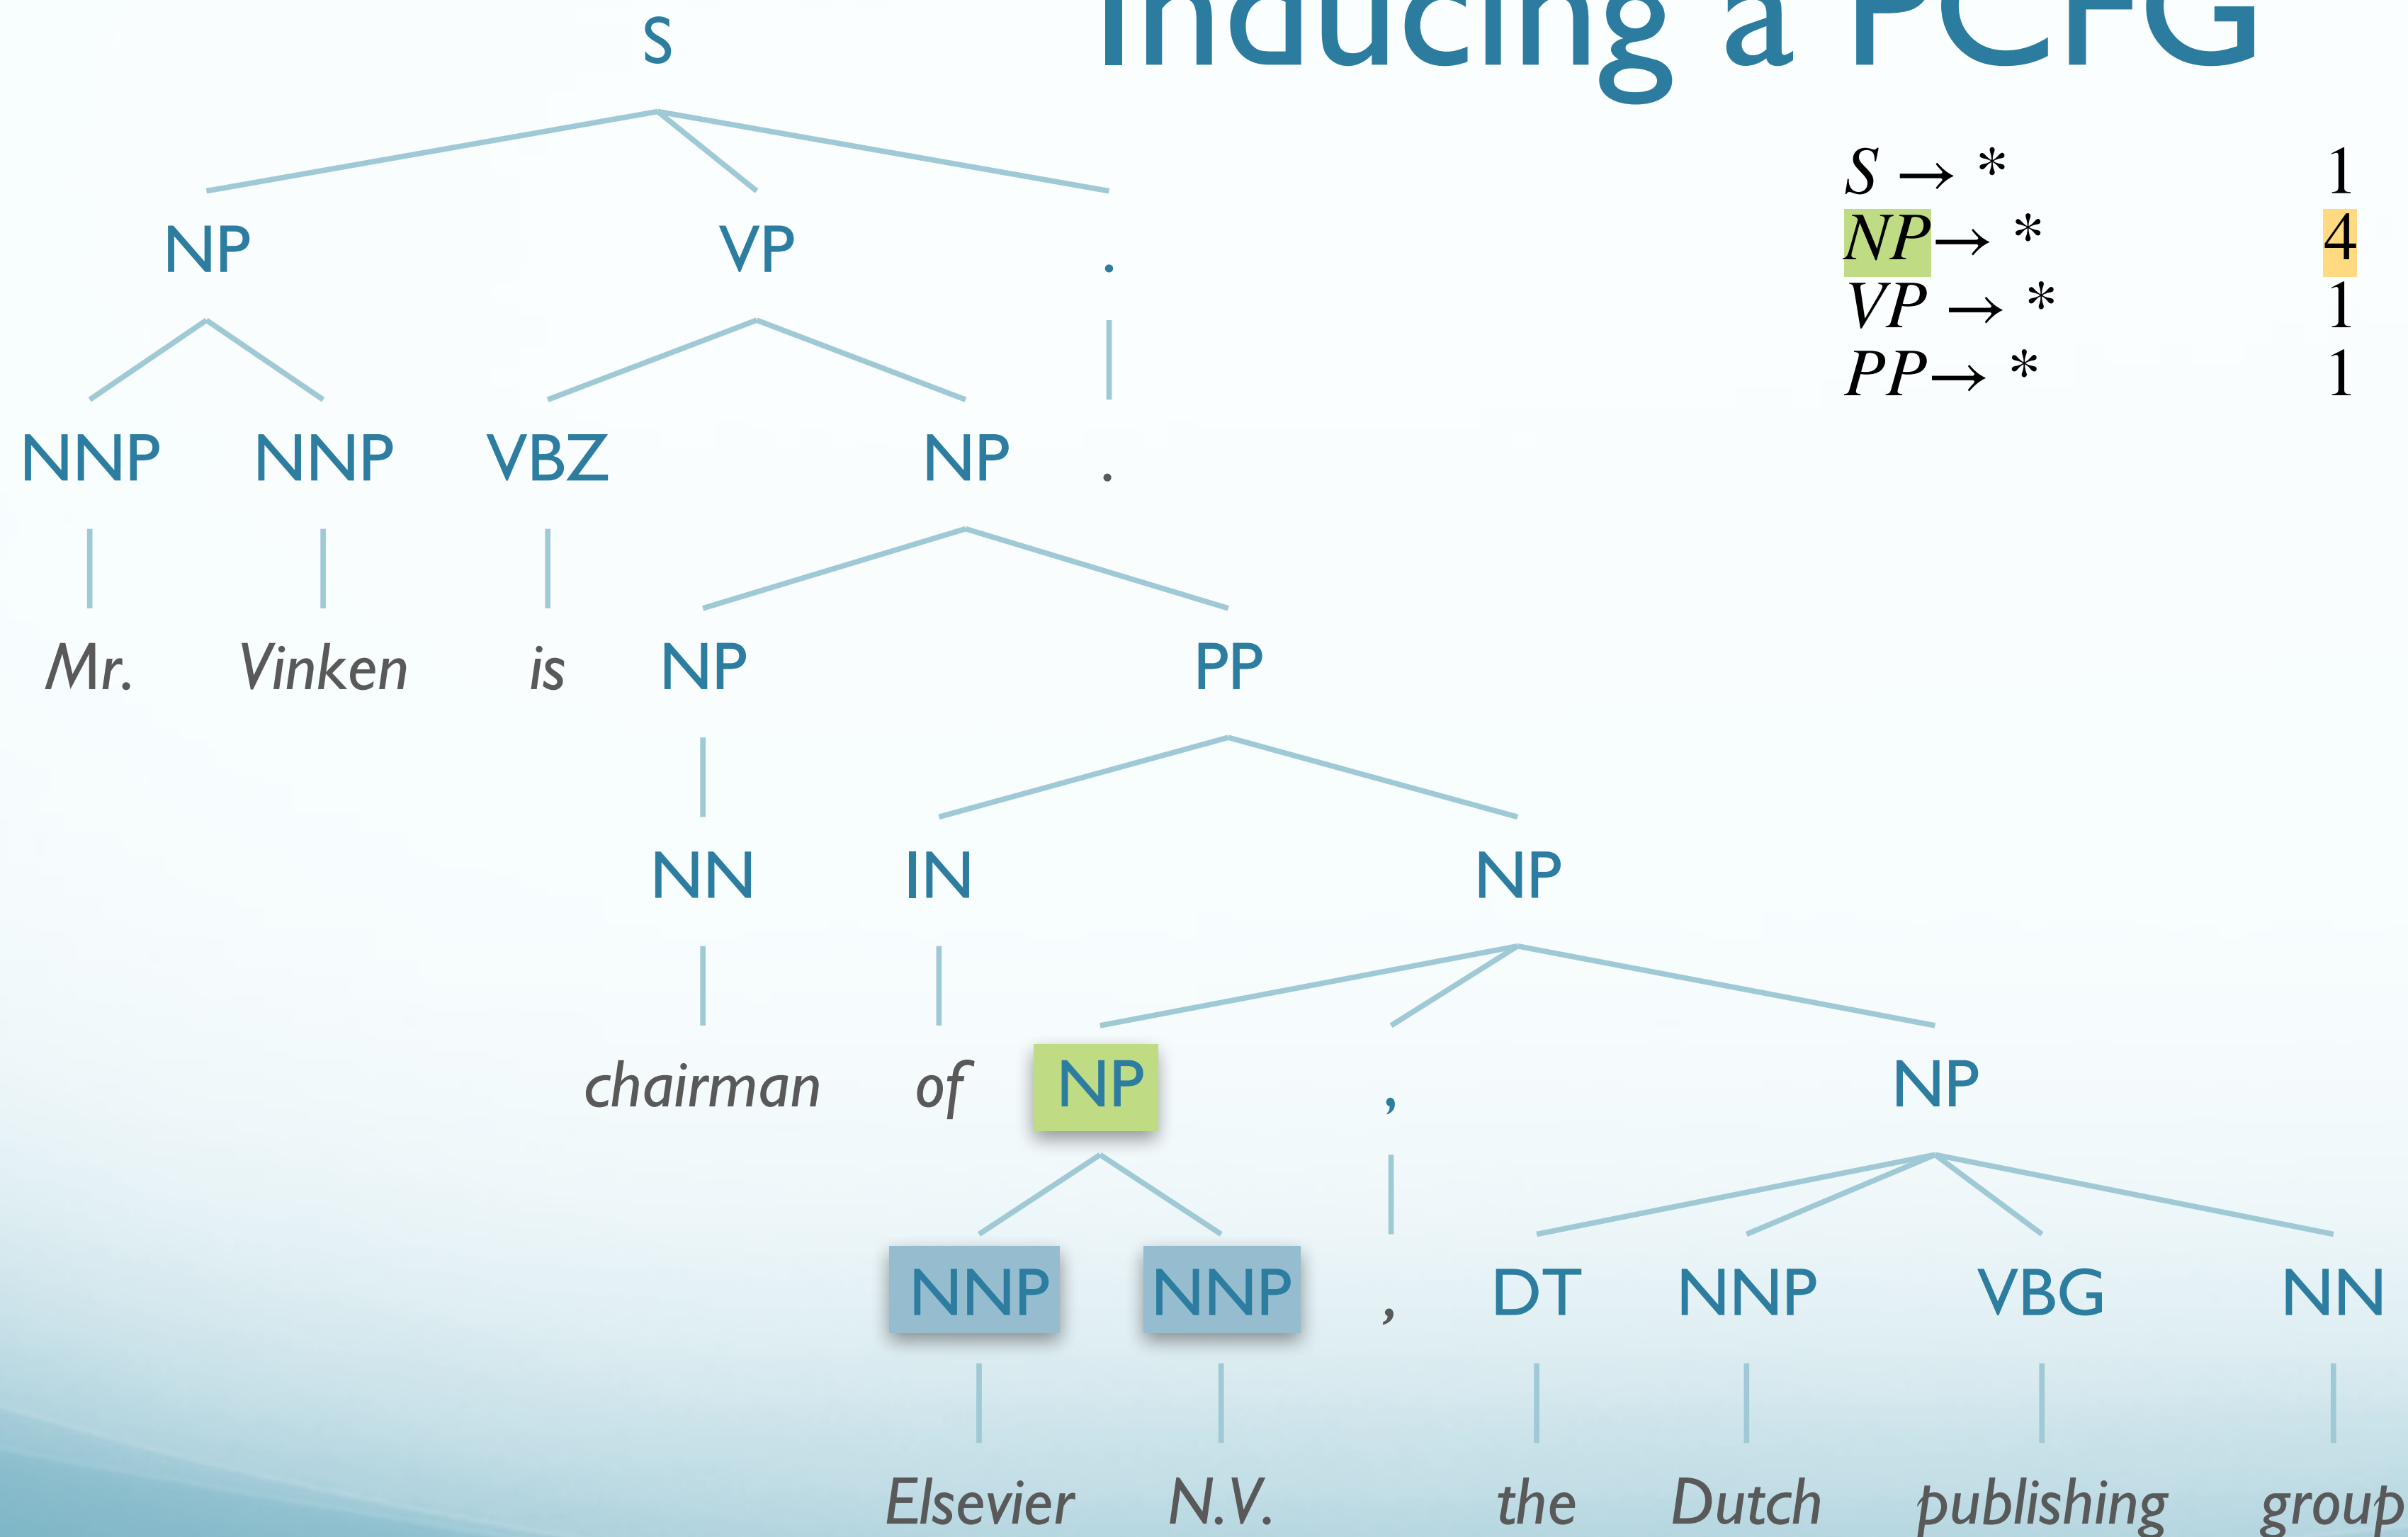 Inducing a PCFG
S
S → * 1
NP → * 4
VP → * 1
PP → * 1
NP VP .
NNP NNP VBZ NP .
Mr. Vinken is NP PP
NN IN NP
chairman of NP , NP
NNP NNP , DT NNP VBG NN
Elsevier N.V. the Dutch publishing group